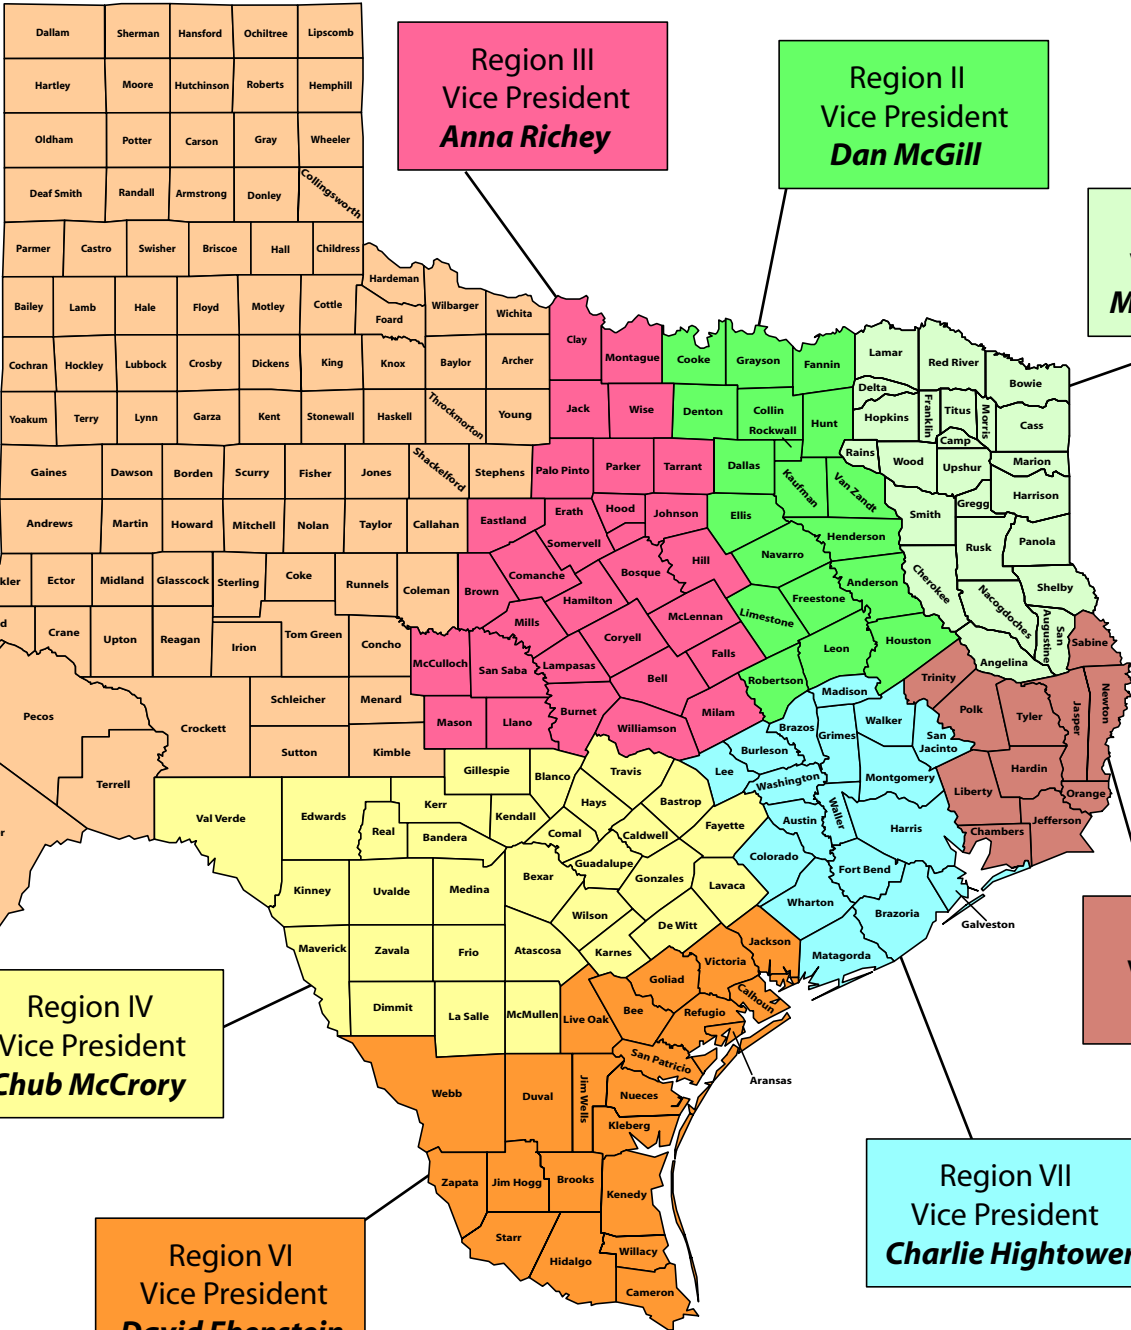 Region III
Vice President
Anna Richey
Region II
Vice President
Dan McGill
M
Dallam
Sherman
Hansford
Ochiltree
Lipscomb
Hartley
Moore
Hutchinson
Roberts
Hemphill
Oldham
Potter
Carson
Gray
Wheeler
Deaf Smith
Randall
Armstrong
Donley
Collingsworth
Parmer
Castro
Swisher
Briscoe
Hall
Childress
Hardeman
Bailey
Lamb
Hale
Floyd
Motley
Cottle
Foard
Wilbarger
Wichita
Clay
Montague
Cooke
Grayson
Fannin
Lamar
Red River
Bowie
Cochran
Hockley
Lubbock
Crosby
Dickens
King
Knox
Baylor
Archer
Delta
Yoakum
Terry
Lynn
Garza
Kent
Stonewall
Haskell
Throckmorton
Young
Jack
Wise
Denton
Collin
Rockwall
Hunt
Hopkins
Franklin
Titus
Morris
Cass
Camp
Gaines
Dawson
Borden
Scurry
Fisher
Jones
Shackelford
Stephens
Palo Pinto
Parker
Tarrant
Dallas
Kaufman
Van Zandt
Rains
Wood
Upshur
Marion
Harrison
Andrews
Martin
Howard
Mitchell
Nolan
Taylor
Callahan
Eastland
Erath
Hood
Johnson
Ellis
Henderson
Smith
Gregg
Rusk
Panola
kler
Ector
Midland
Glasscock
Sterling
Coke
Runnels
Coleman
Brown
Comanche
Somervell
Bosque
Hill
Navarro
Anderson
Cherokee
Shelby
Nacogdoches
San
Augustine
Sabine
d
Crane
Upton
Reagan
Irion
Tom Green
Concho
McCulloch
San Saba
Mills
Hamilton
Coryell
McLennan
Limestone
Freestone
Leon
Houston
Angelina
Lampasas
Falls
Bell
Robertson
Madison
Trinity
Pecos
Crockett
Schleicher
Menard
Mason
Llano
Burnet
Williamson
Milam
Brazos
Grimes
Walker
San
Jacinto
Polk
Tyler
Jasper
Newton
Sutton
Kimble
Terrell
r
Gillespie
Blanco
Travis
Lee
Burleson
Washington
Montgomery
Liberty
Hardin
Orange
Val Verde
Edwards
Real
Kerr
Bandera
Kendall
Hays
Comal
Caldwell
Bastrop
Fayette
Austin
Waller
Harris
Chambers
Jefferson
Kinney
Uvalde
Medina
Bexar
Guadalupe
Gonzales
Lavaca
Colorado
Fort Bend
Wharton
Brazoria
Galveston
Maverick
Zavala
Frio
Atascosa
Wilson
Karnes
De Witt
Jackson
Matagorda
Dimmit
La Salle
McMullen
Live Oak
Bee
Goliad
Victoria
Refugio
Calhoun
San Patricio
Aransas
Webb
Duval
Jim Wells
Nueces
Kleberg
Zapata
Jim Hogg
Brooks
Kenedy
Starr
Hidalgo
Willacy
Cameron
Region IV
Vice President
Chub McCrory
Region VI
Vice President
David Ebenstein
Region VII
Vice President
Charlie Hightower